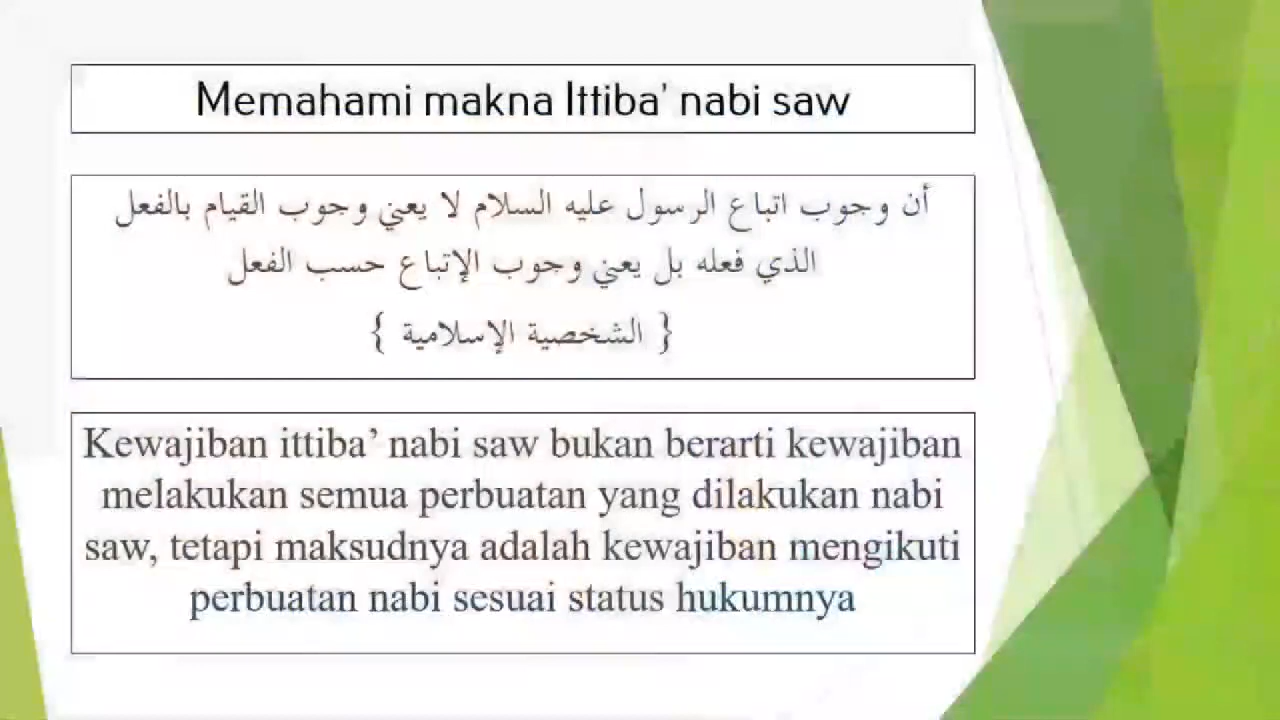 Memahami makna Ittiba' nabi saw
أن وجوب اتباع الرسول عليه السلام لا يعني وجوب القيام بالفعل
الذي فعله بل يعني وجوب الإتباع حسب الفعل
{ الشخصية الإسلامية }
Kewajiban ittiba’ nabi saw bukan berarti kewajiban
melakukan semua perbuatan yang dilakukan nabi
saw, tetapi maksudnya adalah kewajiban mengikuti
perbuatan nabi sesuai status hukumnya